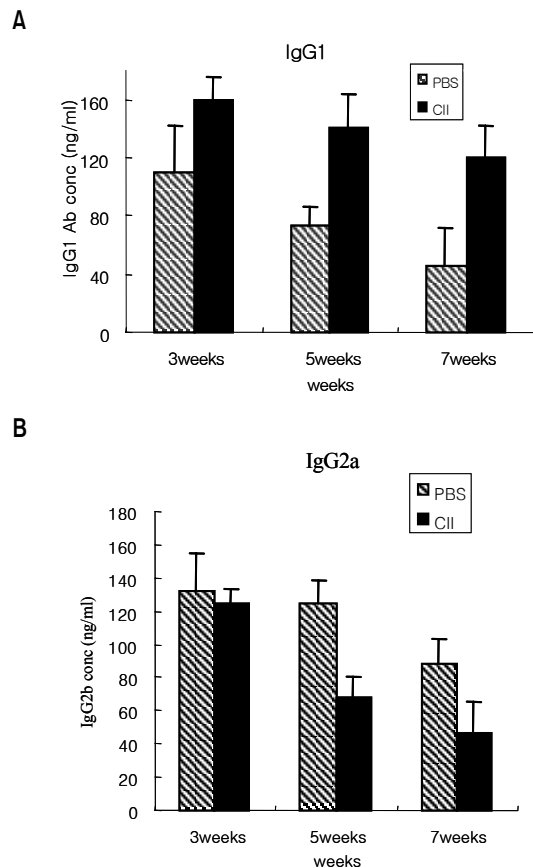 A
IgG1
PBS
CII
IgG1 Ab conc (ng/ml)
160
120
80
40
0
3weeks 5weeks 7weeks
weeks
B
IgG2a
PBS
CII
IgG2b conc (ng/ml)
180
160
140
120
100
80
60
40
20
0
3weeks 5weeks 7weeks
weeks